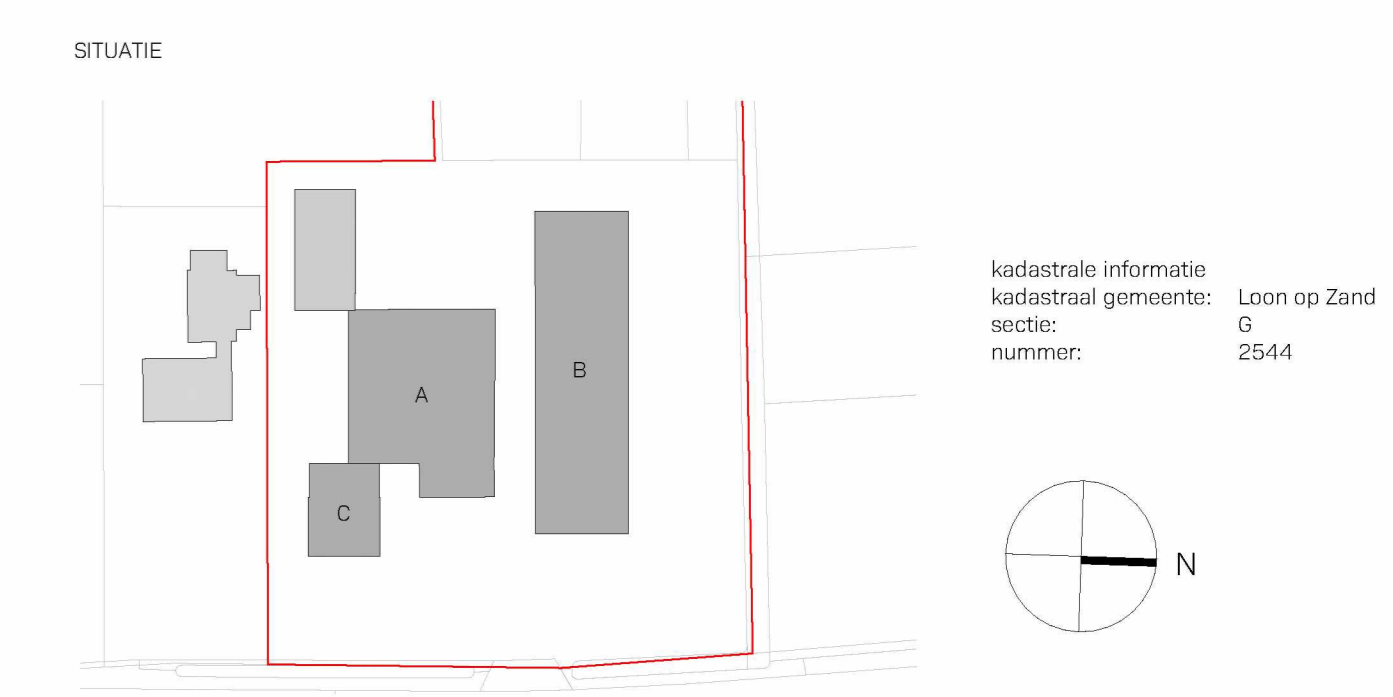 SITUATIE
A
B
C
kadastrale informatie
kadastraal gemeente: Loon op Zand
sectie: G
nummer: 2544
N